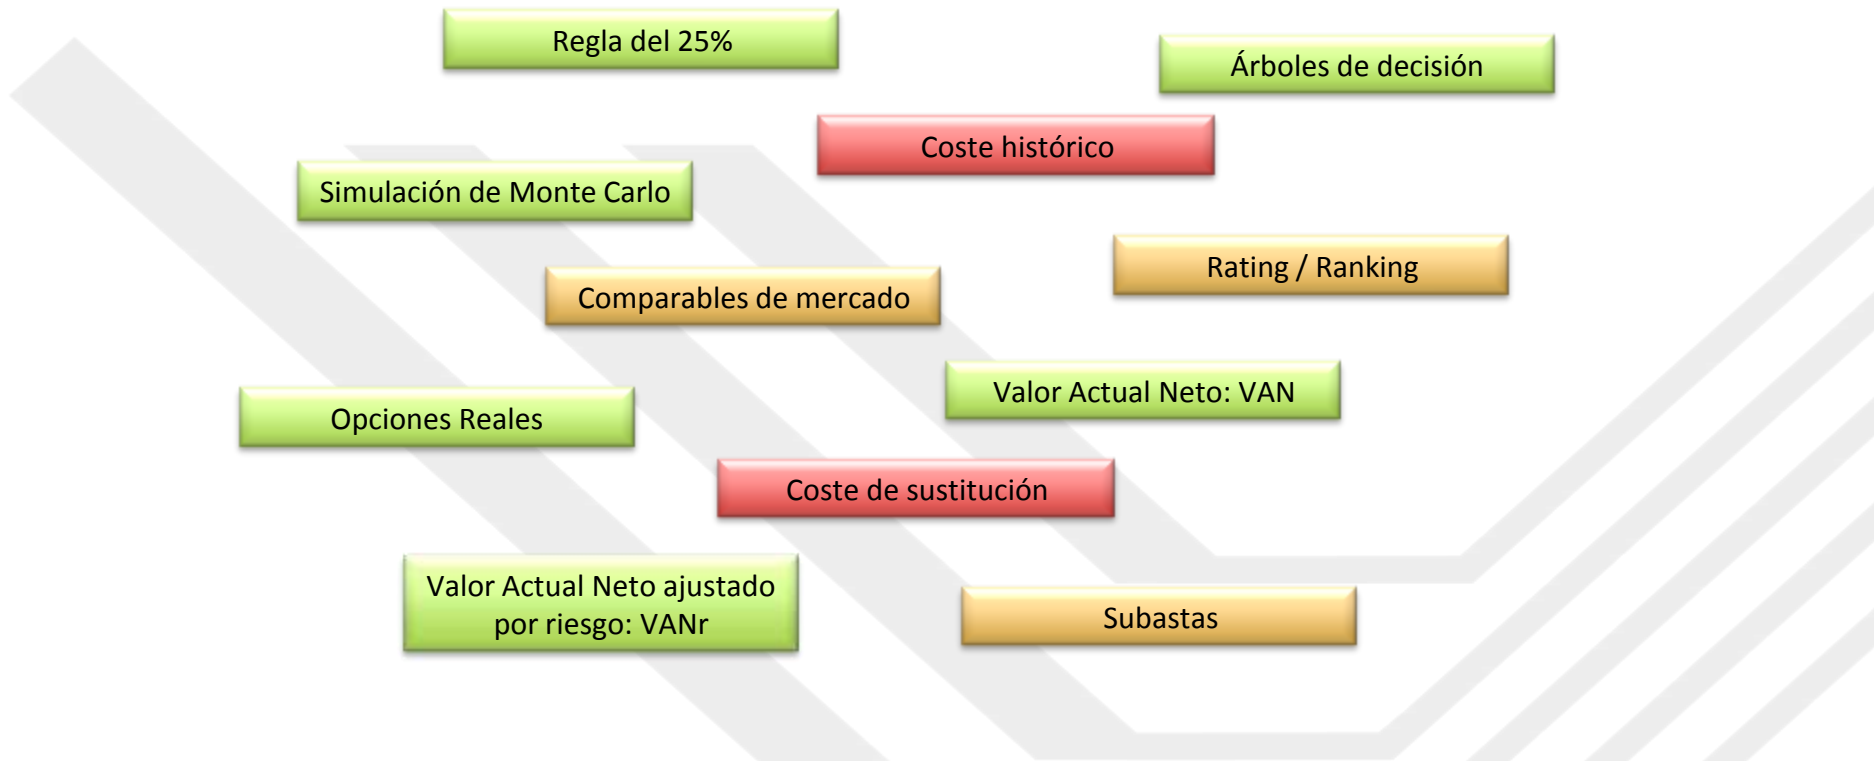 Regla del 25%
Árboles de decisión
Coste histórico
Simulación de Monte Carlo
Rating / Ranking
Comparables de mercado
Valor Actual Neto: VAN
Opciones Reales
Coste de sustitución
Valor Actual Neto ajustado
por riesgo: VANr
Subastas